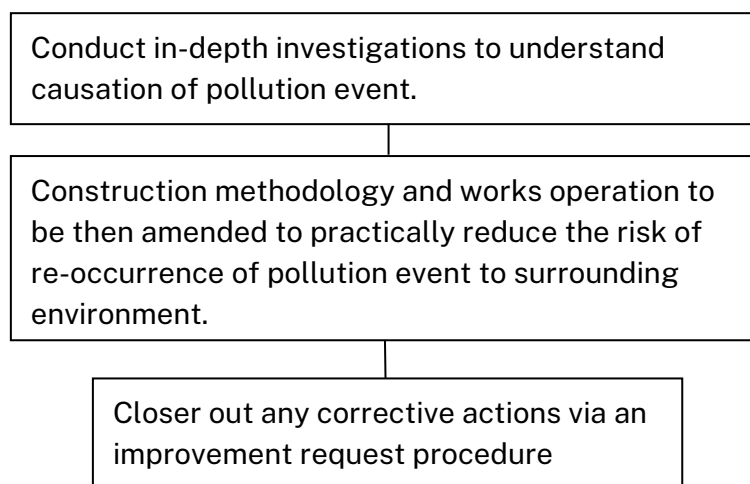 Conduct in-depth investigations to understand
causation of pollution event.
Construction methodology and works operation to
be then amended to practically reduce the risk of
re-occurrence of pollution event to surrounding
environment.
Closer out any corrective actions via an
improvement request procedure